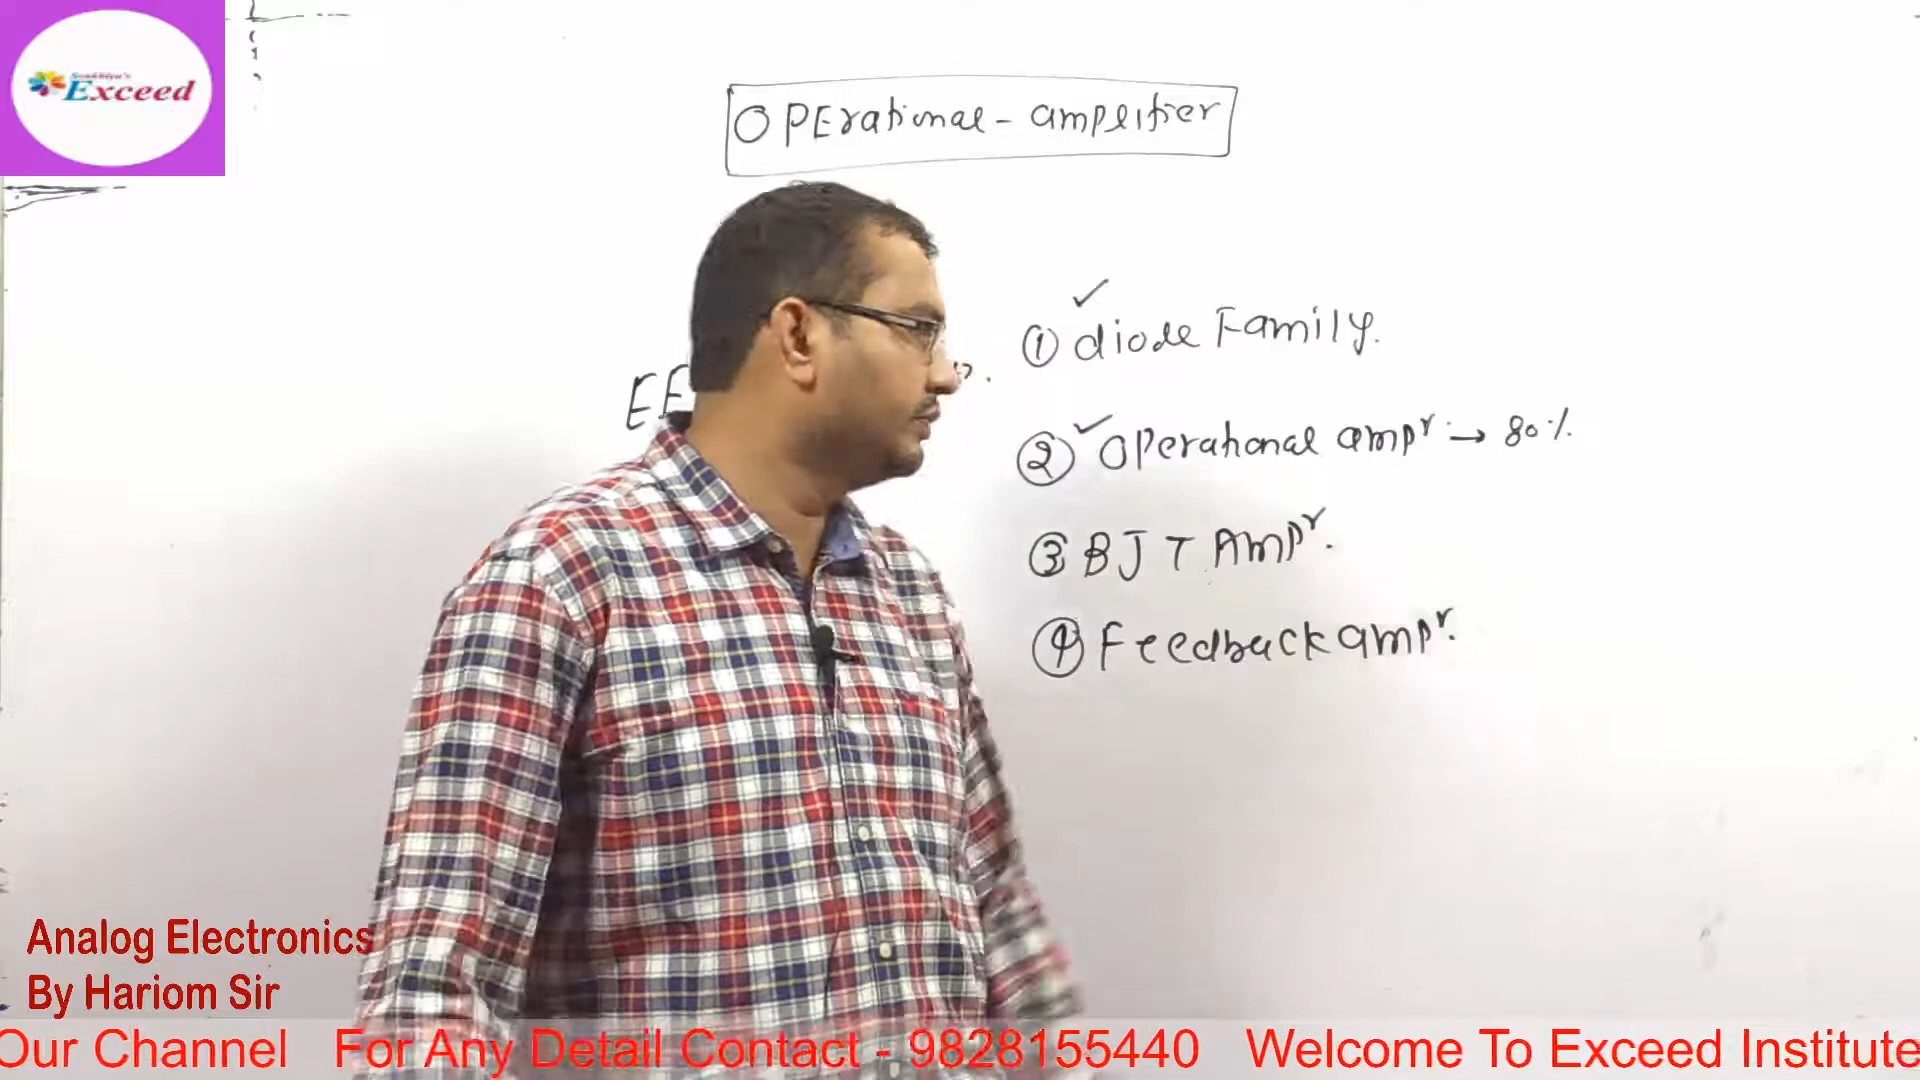 Exceed
OPErational - amplifier
① diode Family.
EE
② Operational ampr. → 80%
③ BJT Ampr.
④ Feedback ampr.
Analog Electronics
By Hariom Sir
Our Channel For Any Detail Contact - 9828155440 Welcome To Exceed Institute